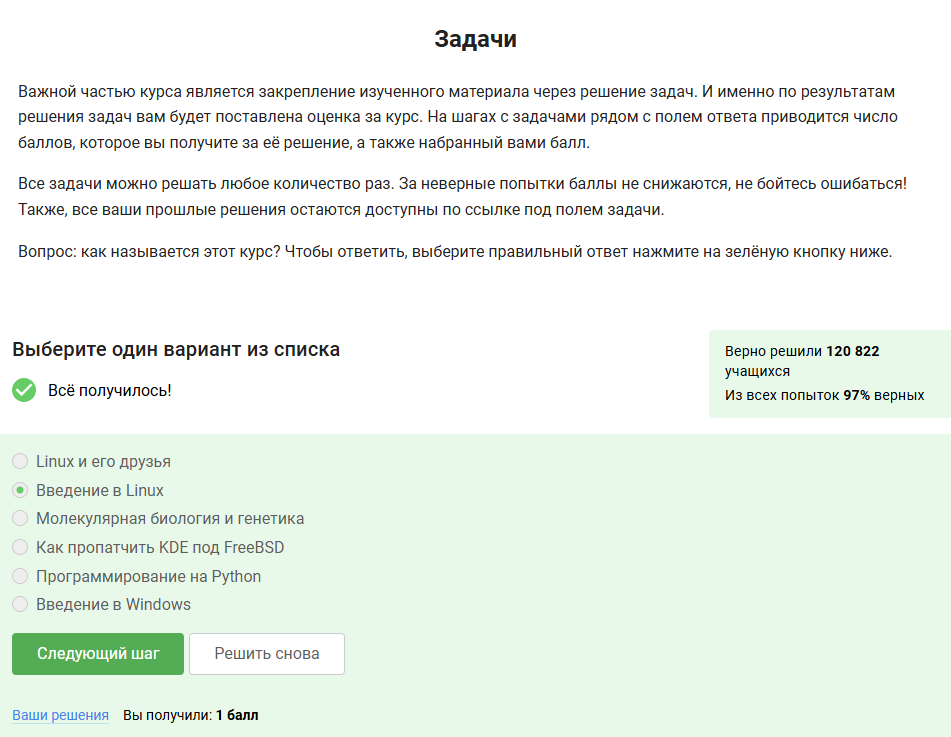 Задачи
Важной частью курса является закрепление изученного материала через решение задач. И именно по результатам
решения задач вам будет поставлена оценка за курс. На шагах с задачами рядом с полем ответа приводится число
баллов, которое вы получите за её решение, а также набранный вами балл.
Все задачи можно решать любое количество раз. За неверные попытки баллы не снижаются, не бойтесь ошибаться!
Также, все ваши прошлые решения остаются доступны по ссылке под полем задачи.
Вопрос: как называется этот курс? Чтобы ответить, выберите правильный ответ нажмите на зелёную кнопку ниже.
Выберите один вариант из списка
Всё получилось!
Верно решили 120 822
учащихся
Из всех попыток 97% верных
Linux и его друзья
Введение в Linux
Молекулярная биология и генетика
Как пропатчить KDE под FreeBSD
Программирование на Python
Введение в Windows
Следующий шаг
Решить снова
Ваши решения
Вы получили: 1 балл